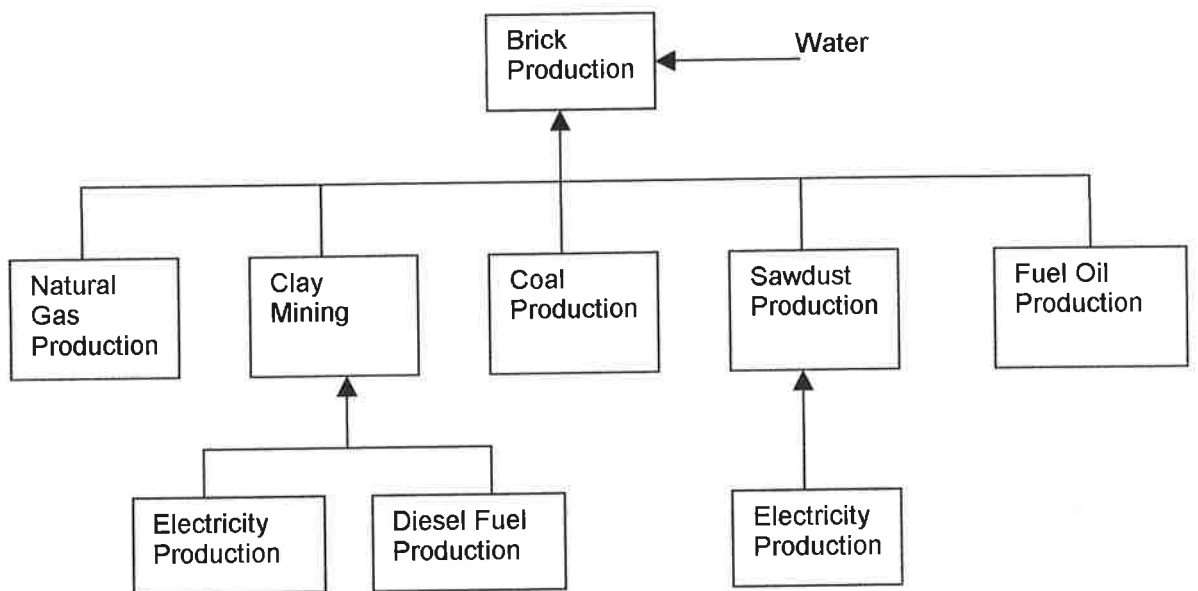 Brick
Production
Water
Natural
Gas
Production
Clay
Mining
Coal
Production
Sawdust
Production
Fuel Oil
Production
Electricity
Production
Diesel Fuel
Production
Electricity
Production